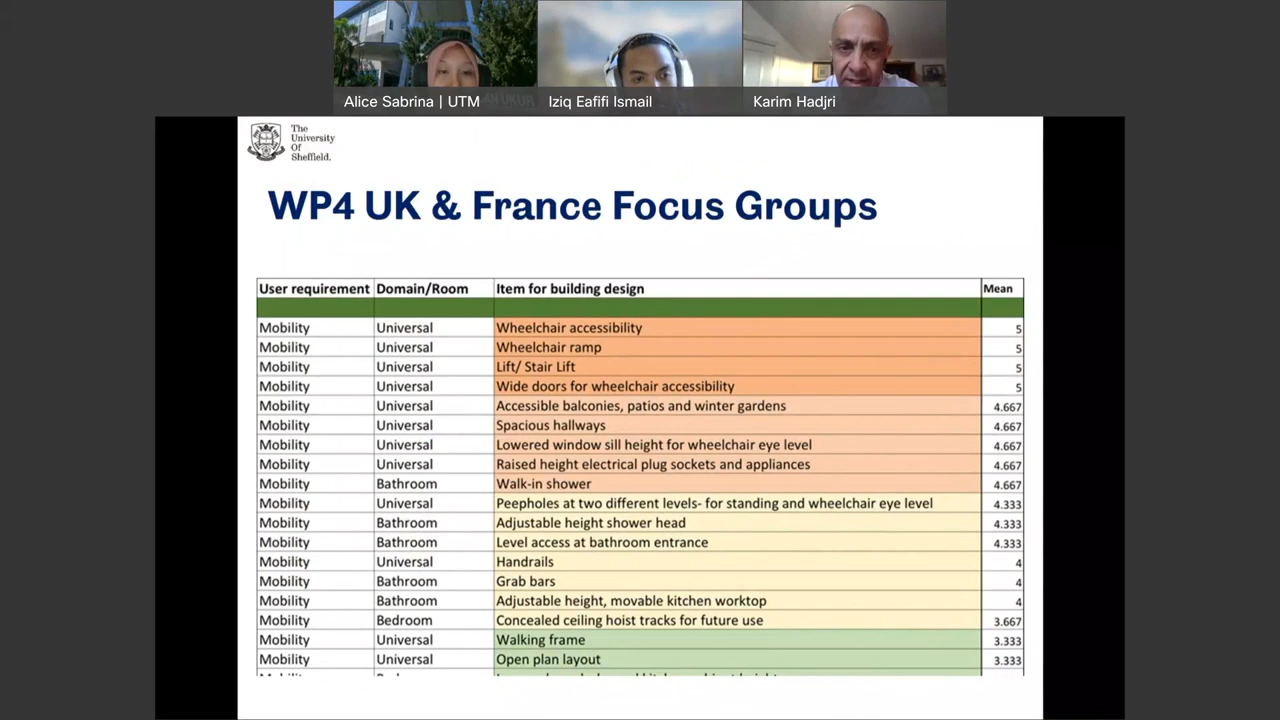 Alice Sabrina | UTM
Iziq Eafifi Ismail
Karim Hadjri
The
University
Of
Sheffield.
WP4 UK & France Focus Groups
User requirement Domain/Room Item for building design Mean
Mobility Universal Wheelchair accessibility 5
Mobility Universal Wheelchair ramp 5
Mobility Universal Lift/ Stair Lift 5
Mobility Universal Wide doors for wheelchair accessibility 5
Mobility Universal Accessible balconies, patios and winter gardens 4.667
Mobility Universal Spacious hallways 4.667
Mobility Universal Lowered window sill height for wheelchair eye level 4.667
Mobility Universal Raised height electrical plug sockets and appliances 4.667
Mobility Bathroom Walk-in shower 4.667
Mobility Universal Peepholes at two different levels- for standing and wheelchair eye level 4.333
Mobility Bathroom Adjustable height shower head 4.333
Mobility Bathroom Level access at bathroom entrance 4.333
Mobility Universal Handrails 4
Mobility Bathroom Grab bars 4
Mobility Bathroom Adjustable height, movable kitchen worktop 4
Mobility Bedroom Concealed ceiling hoist tracks for future use 3.667
Mobility Universal Walking frame 3.333
Mobility Universal Open plan layout 3.333